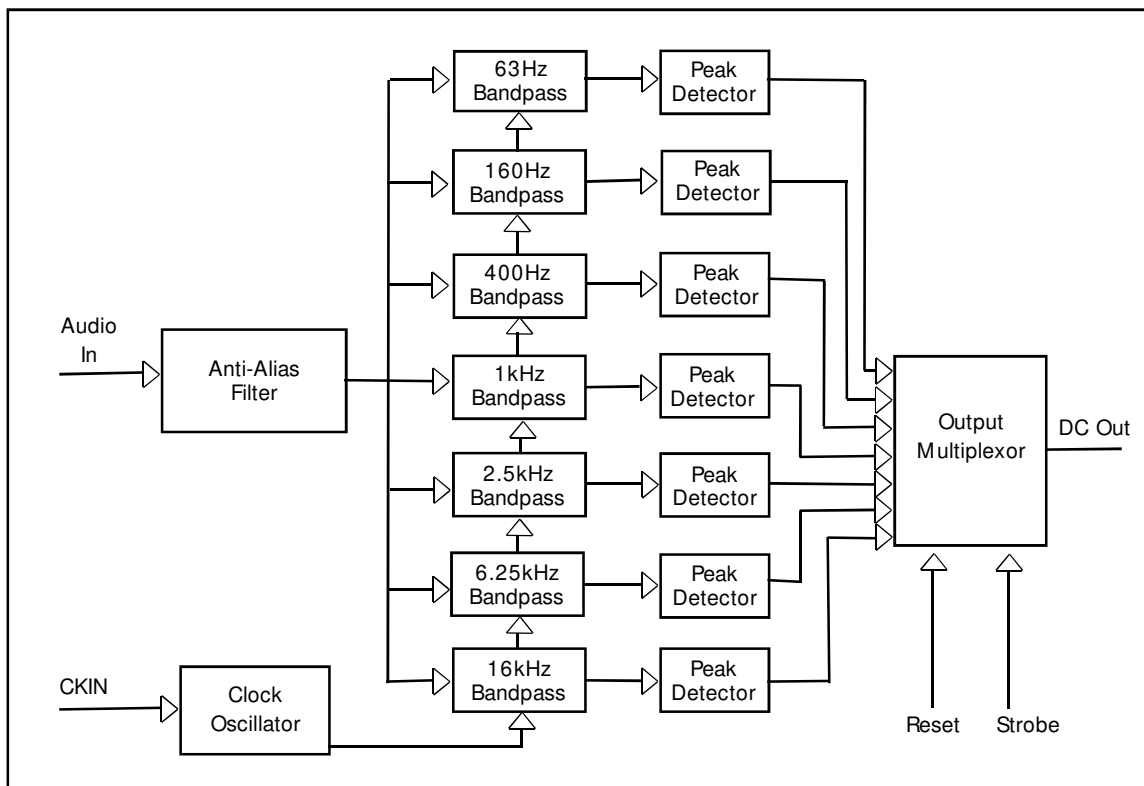 63Hz
Bandpass
Peak
Detector
160Hz
Bandpass
Peak
Detector
400Hz
Bandpass
Peak
Detector
Audio
In
Anti-Alias
Filter
1kHz
Bandpass
Peak
Detector
Output
Multiplexor
DC Out
2.5kHz
Bandpass
Peak
Detector
6.25kHz
Bandpass
Peak
Detector
16kHz
Bandpass
Peak
Detector
CKIN
Clock
Oscillator
Reset
Strobe